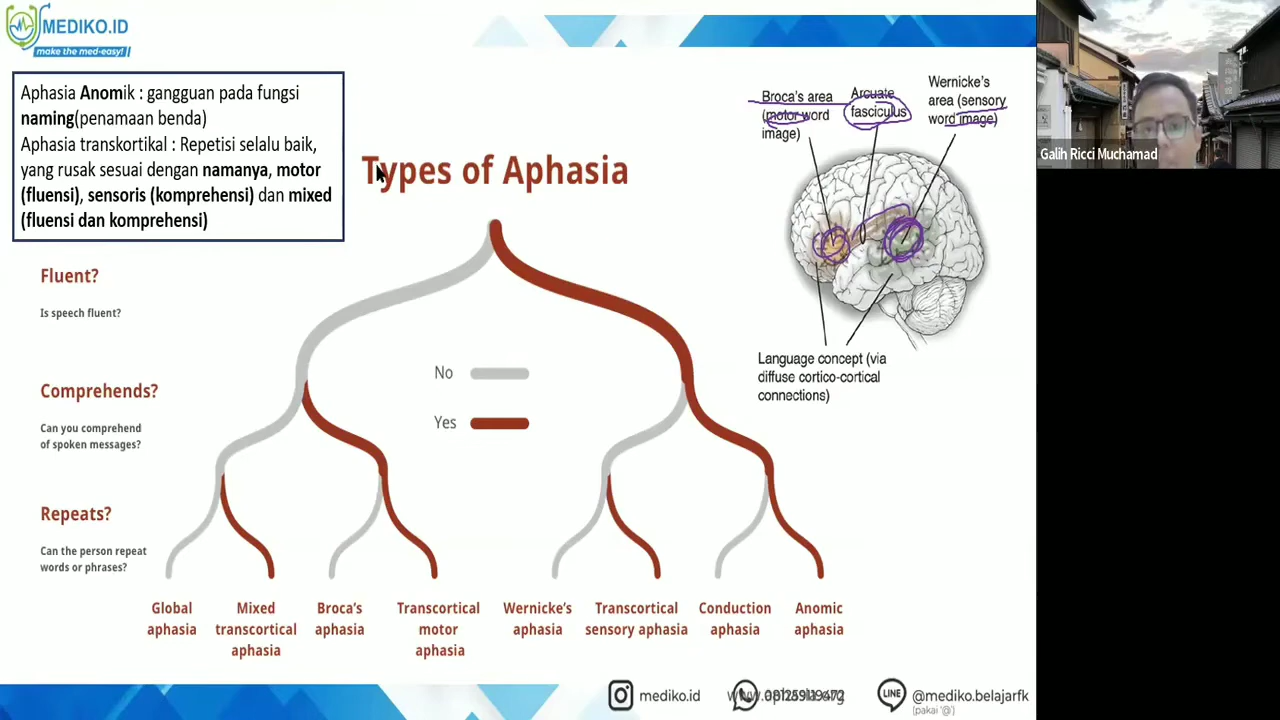 MEDIKO.ID
make the med-easy!
Aphasia Anomik : gangguan pada fungsi
naming(penamaan benda)
Aphasia transkortikal : Repetisi selalu baik,
yang rusak sesuai dengan namanya, motor
(fluensi), sensoris (komprehensi) dan mixed
(fluensi dan komprehensi)
Types of Aphasia
Broca's area
(motor word
image)
Arcuate
fasciculus
Wernicke's
area (sensory
word image)
Galih Ricci Muchamad
Fluent?
Is speech fluent?
No
Yes
Language concept (via
diffuse cortico-cortical
connections)
Comprehends?
Can you comprehend
of spoken messages?
Repeats?
Can the person repeat
words or phrases?
Global
aphasia
Mixed
transcortical
aphasia
Broca's
aphasia
Transcortical
motor
aphasia
Wernicke's
aphasia
Transcortical
sensory aphasia
Conduction
aphasia
Anomic
aphasia
mediko.id
LINE
@mediko.belajarfk
(pakai '@')